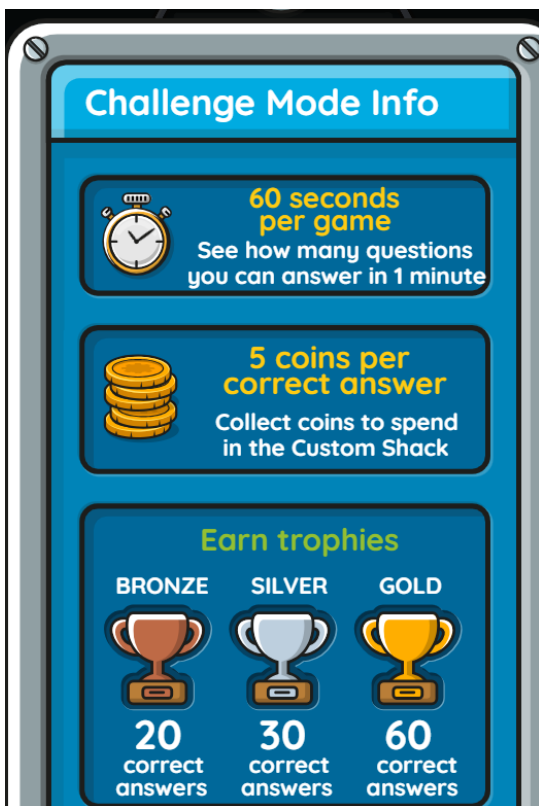 Challenge Mode Info
60 seconds
per game
See how many questions
you can answer in 1 minute
5 coins per
correct answer
Collect coins to spend
in the Custom Shack
Earn trophies
BRONZE SILVER GOLD
20 30 60
correct correct correct
answers answers answers